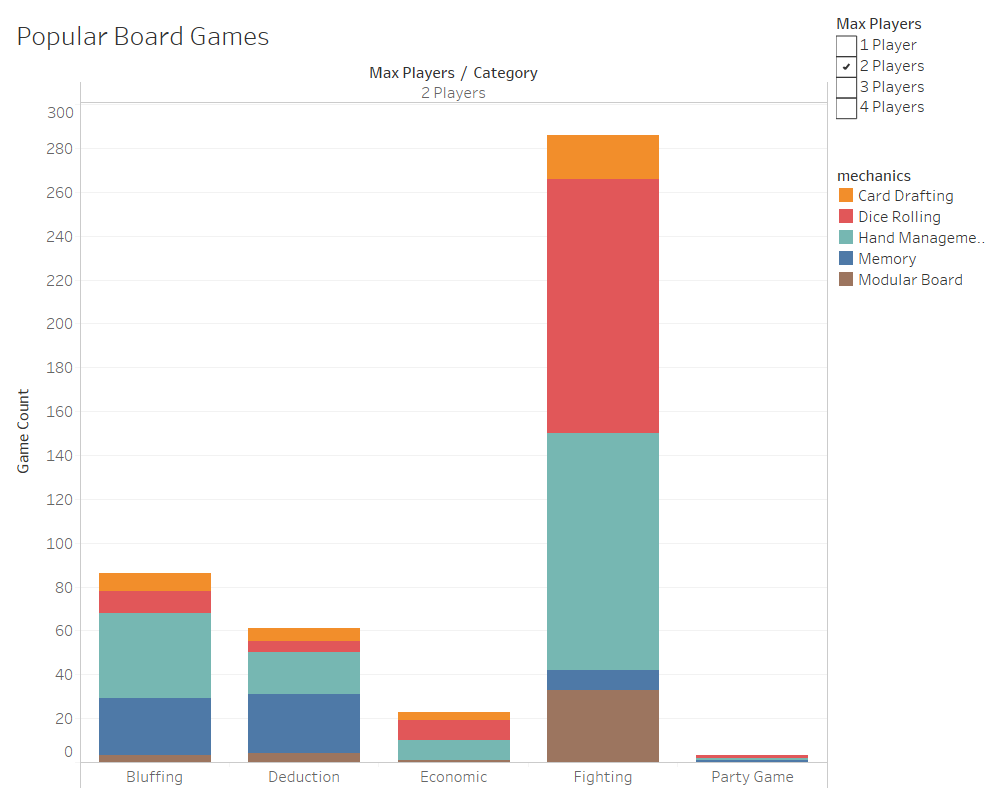 Popular Board Games
Max Players / Category
2 Players
300
280
260
240
220
200
180
160
140
120
100
80
60
40
20
0
Game Count
Bluffing
Deduction
Economic
Fighting
Party Game
Max Players
1 Player
2 Players
3 Players
4 Players
mechanics
Card Drafting
Dice Rolling
Hand Manageme..
Memory
Modular Board